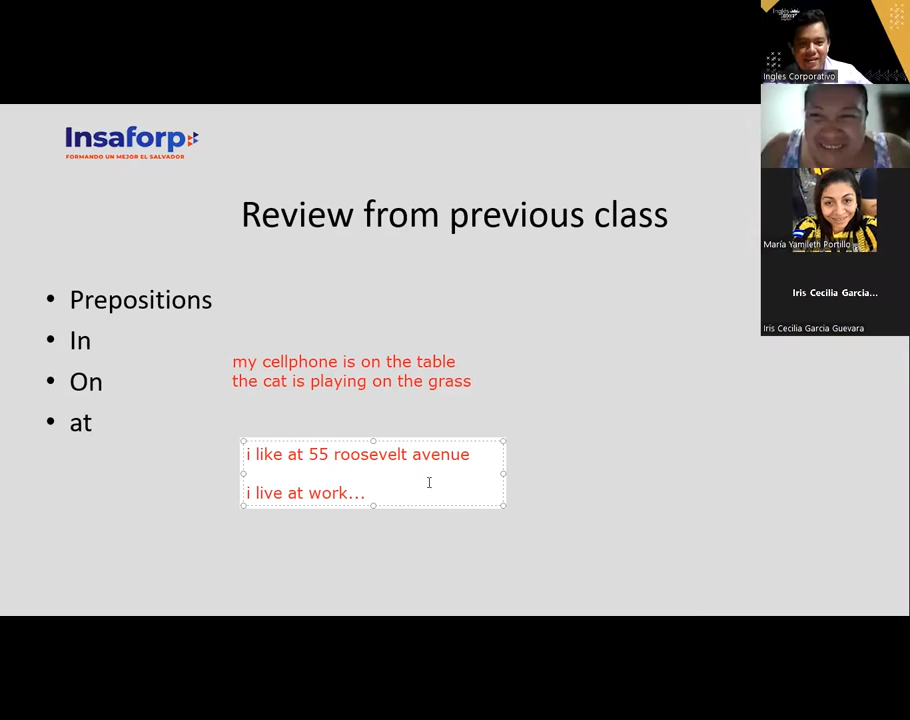 Insaforp
FORMANDO UN MEJOR EL SALVADOR
Review from previous class
• Prepositions
• In
• On
• at
my cellphone is on the table
the cat is playing on the grass
i like at 55 roosevelt avenue
i live at work...
Ingles Corporativo
María Yamileth Portillo
Iris Cecilia Garcia...
Iris Cecilia Garcia Guevara